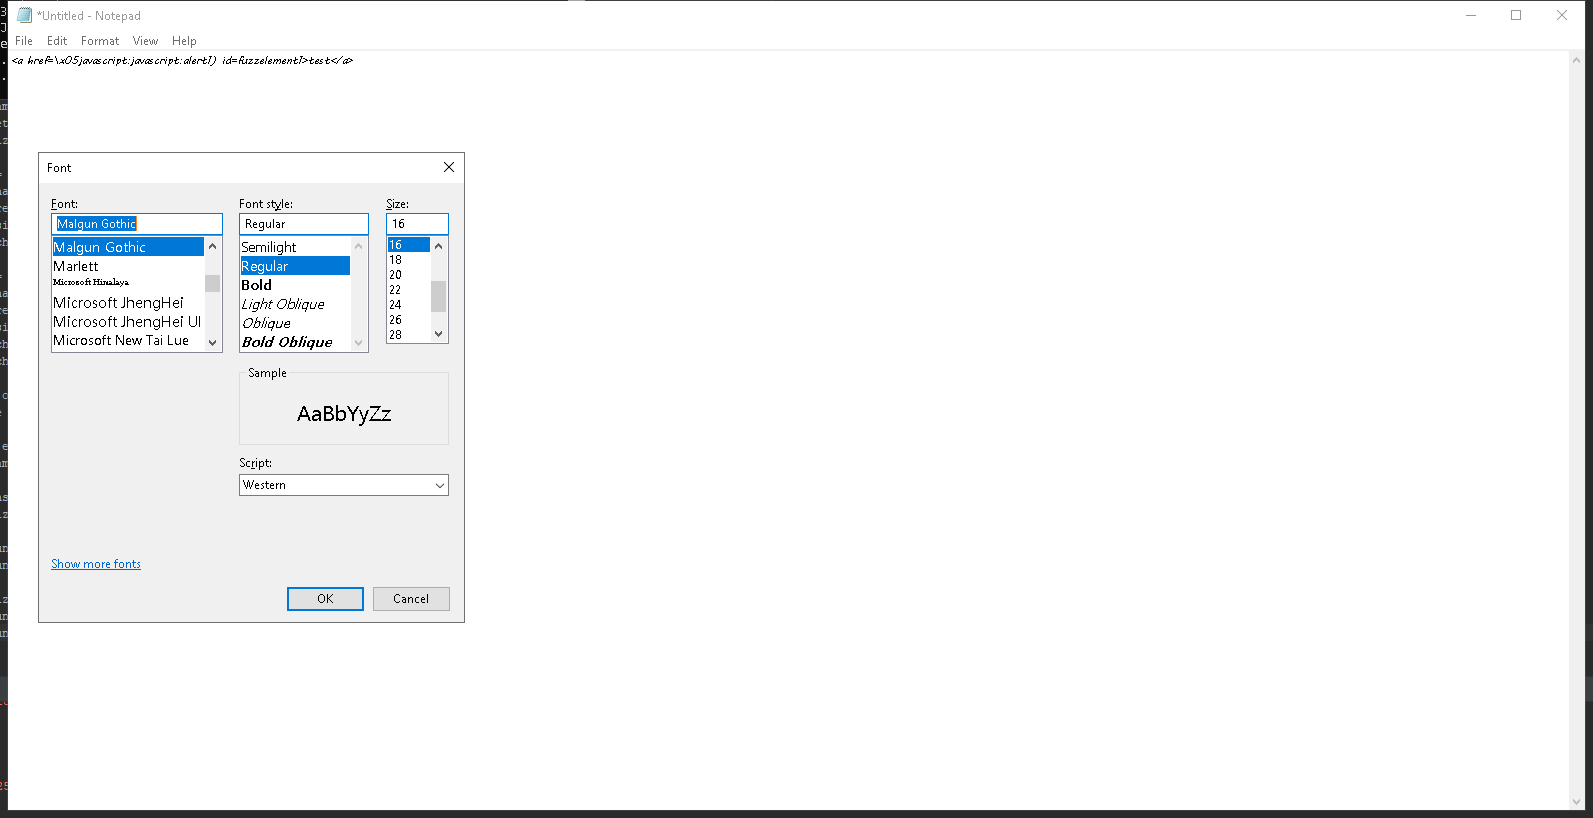 *Untitled - Notepad
File Edit Format View Help
<a href=\x05javascript:javascript:alert1) id=fuzzelement1>test</a>
Font
Font: Font style: Size:
Malgun Gothic Regular 16
Malgun Gothic Semilight 16
Marlett Regular 18
Microsoft Himalaya Bold 20
Microsoft JhengHei Light Oblique 22
Microsoft JhengHei UI Oblique 24
Microsoft New Tai Lue Bold Oblique 26
28
Sample
AaBbYyZz
Script:
Western
Show more fonts
OK Cancel